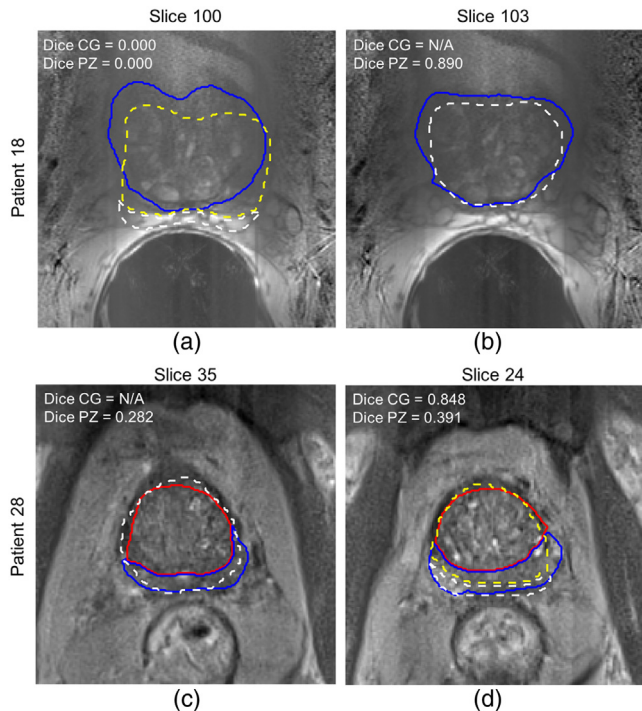 Slice 100
Slice 103
Patient 18
Dice CG = 0.000
Dice PZ = 0.000
Dice CG = N/A
Dice PZ = 0.890
(a)
(b)
Slice 35
Slice 24
Patient 28
Dice CG = N/A
Dice PZ = 0.282
Dice CG = 0.848
Dice PZ = 0.391
(c)
(d)